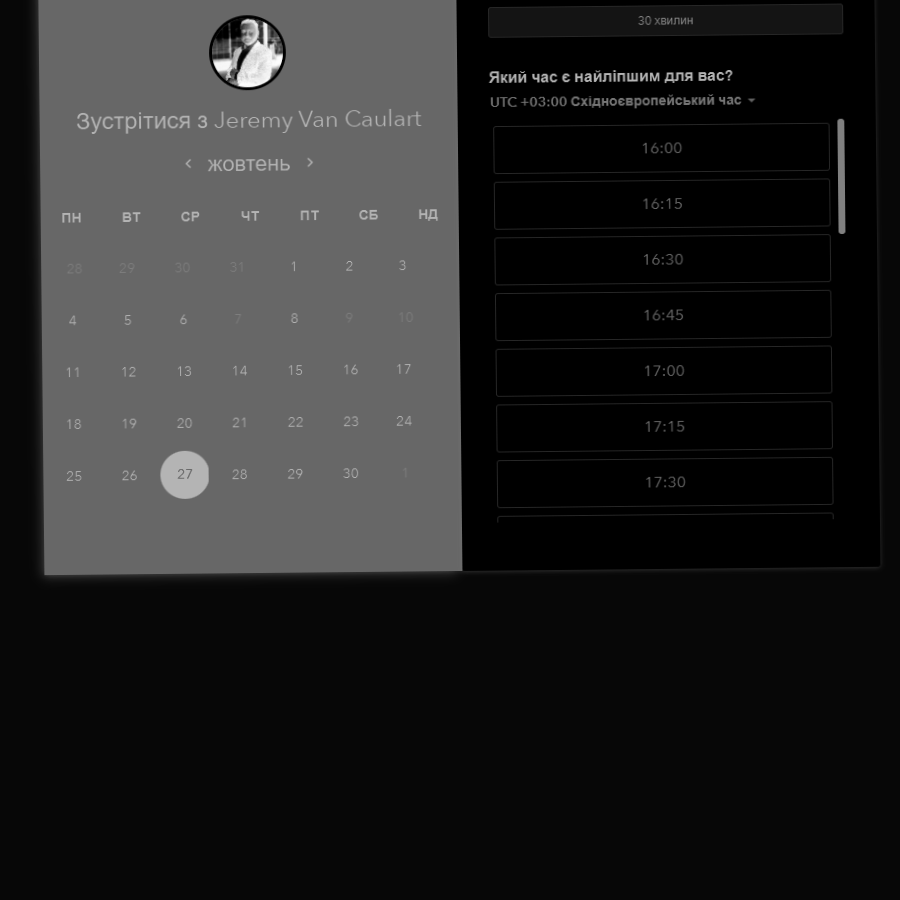 Зустрітися з Jeremy Van Caulart
жовтень
ПН ВТ СР ЧТ ПТ СБ НД
28 29 30 31 1 2 3
4 5 6 7 8 9 10
11 12 13 14 15 16 17
18 19 20 21 22 23 24
25 26 27 28 29 30 1
30 хвилин
Який час є найліпшим для вас?
UTC +03:00 Східноєвропейський час
16:00
16:15
16:30
16:45
17:00
17:15
17:30